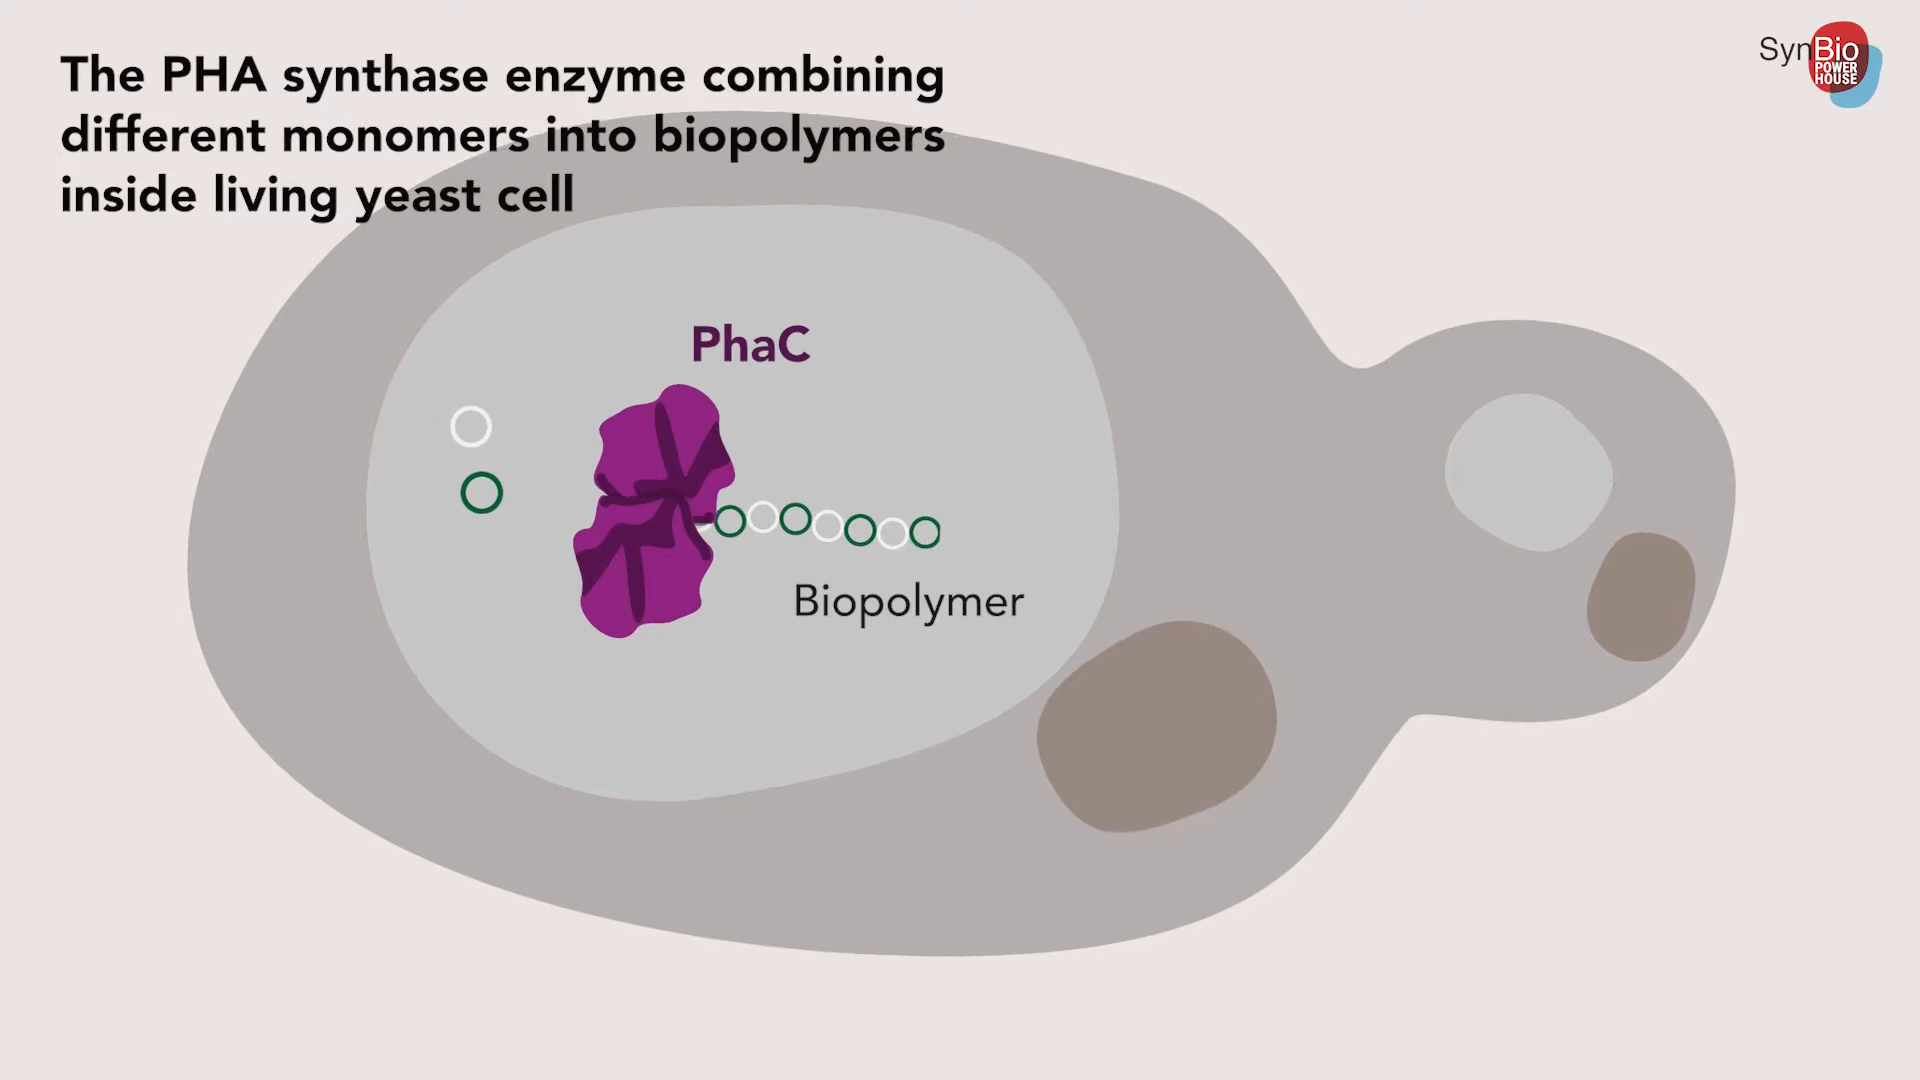 The PHA synthase enzyme combining
different monomers into biopolymers
inside living yeast cell
SynBio
POWER
HOUSE
PhaC
Biopolymer